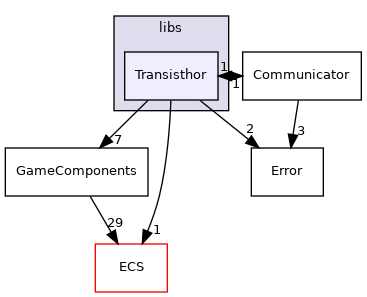 libs
Transisthor
1
1
Communicator
7
2
3
GameComponents
Error
29
1
ECS